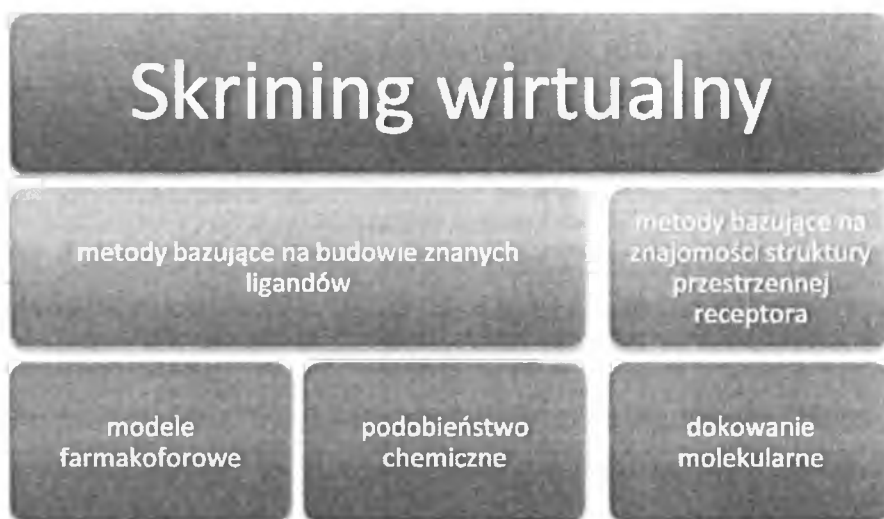 Skrining wirtualny
metody bazujące na budowie znanych
ligandów
metody bazujące na
znajomości struktury
przestrzennej
receptora
modele
farmakoforowe
podobieństwo
chemiczne
dokowanie
molekularne